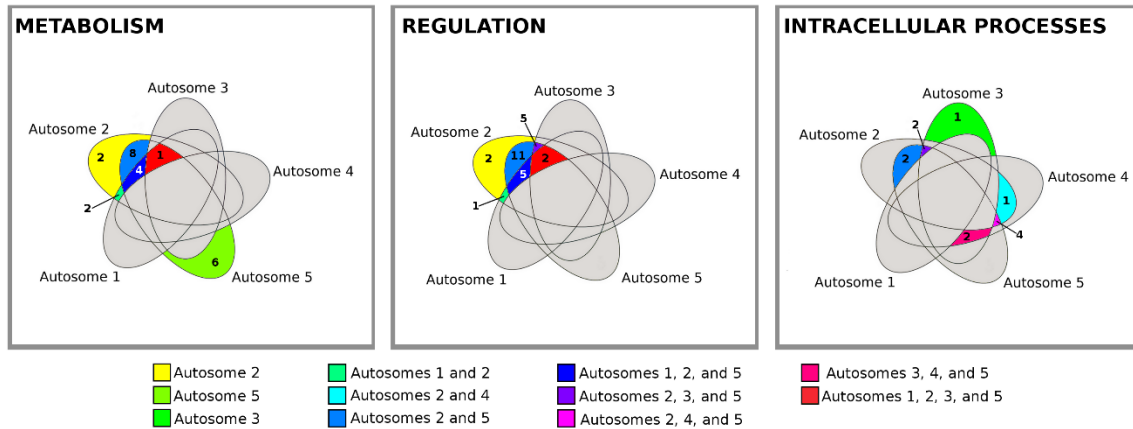 METABOLISM
Autosome 3
Autosome 2
2
8
1
4
Autosome 4
2
6
Autosome 1
Autosome 5
REGULATION
Autosome 3
5
Autosome 2
2
11
2
5
Autosome 4
1
Autosome 1
Autosome 5
INTRACELLULAR PROCESSES
Autosome 3
1
2
Autosome 2
2
Autosome 4
1
2
4
Autosome 1
Autosome 5
Autosome 2
Autosome 5
Autosome 3
Autosomes 1 and 2
Autosomes 2 and 4
Autosomes 2 and 5
Autosomes 1, 2, and 5
Autosomes 2, 3, and 5
Autosomes 2, 4, and 5
Autosomes 3, 4, and 5
Autosomes 1, 2, 3, and 5